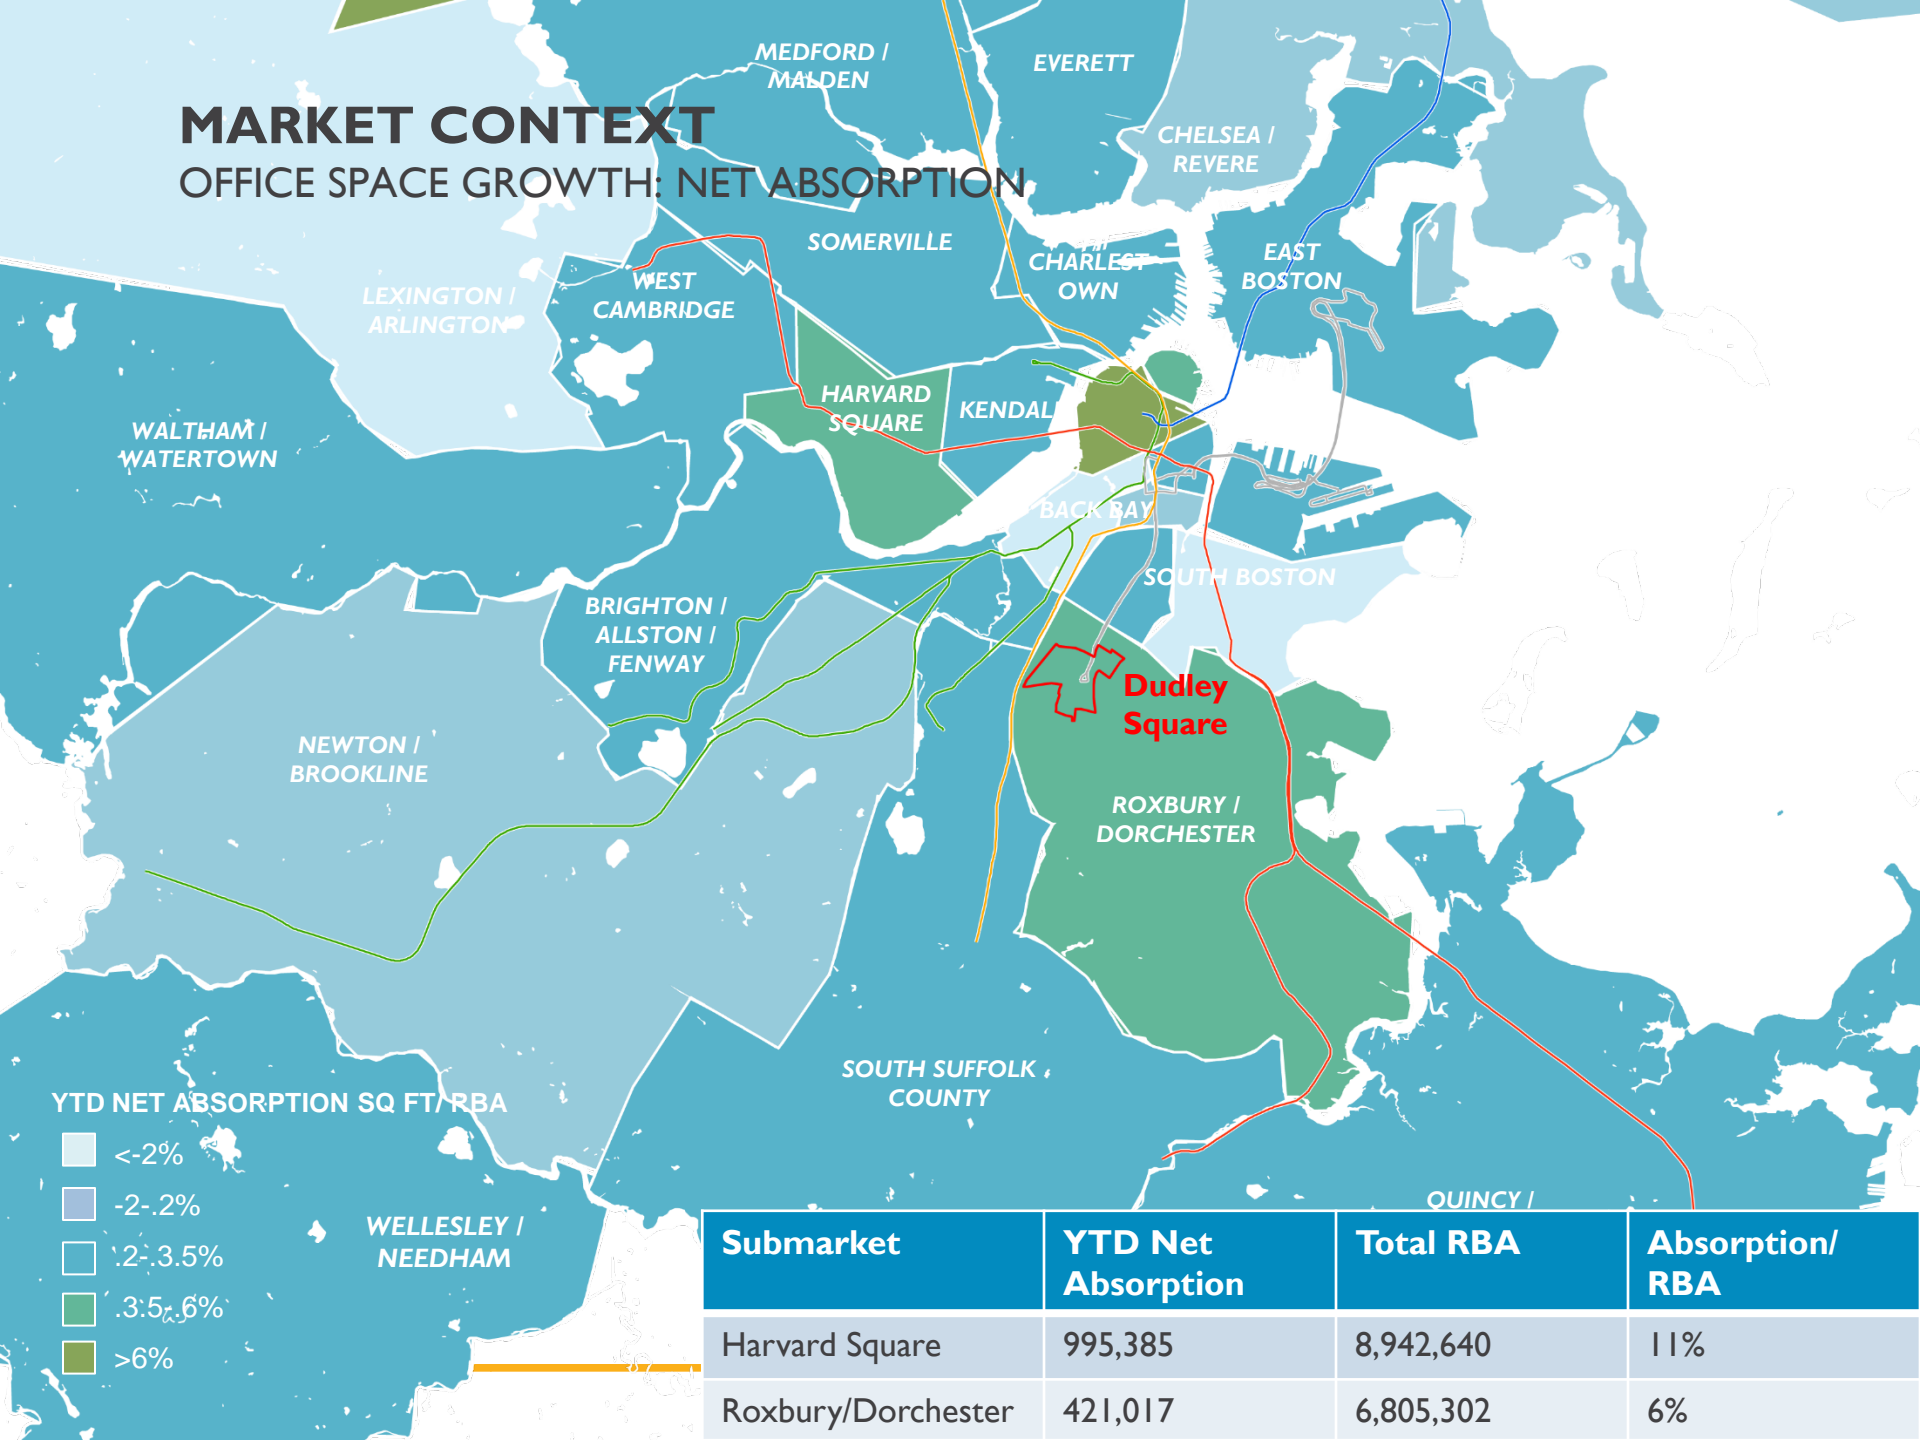 MEDFORD /
MALDEN
EVERETT
MARKET CONTEXT
OFFICE SPACE GROWTH: NET ABSORPTION
CHELSEA /
REVERE
SOMERVILLE
CHARLEST
OWN
EAST
BOSTON
LEXINGTON /
ARLINGTON
WEST
CAMBRIDGE
HARVARD
SQUARE
KENDAL
WALTHAM /
WATERTOWN
BACK BAY
SOUTH BOSTON
BRIGHTON /
ALLSTON /
FENWAY
Dudley
Square
NEWTON /
BROOKLINE
ROXBURY /
DORCHESTER
SOUTH SUFFOLK
COUNTY
YTD NET ABSORPTION SQ FT/ RBA
<-2%
-2-.2%
.2-.3.5%
.3.5-.6%
>6%
WELLESLEY /
NEEDHAM
QUINCY /
Submarket YTD Net Absorption Total RBA Absorption/ RBA
Harvard Square 995,385 8,942,640 11%
Roxbury/Dorchester 421,017 6,805,302 6%